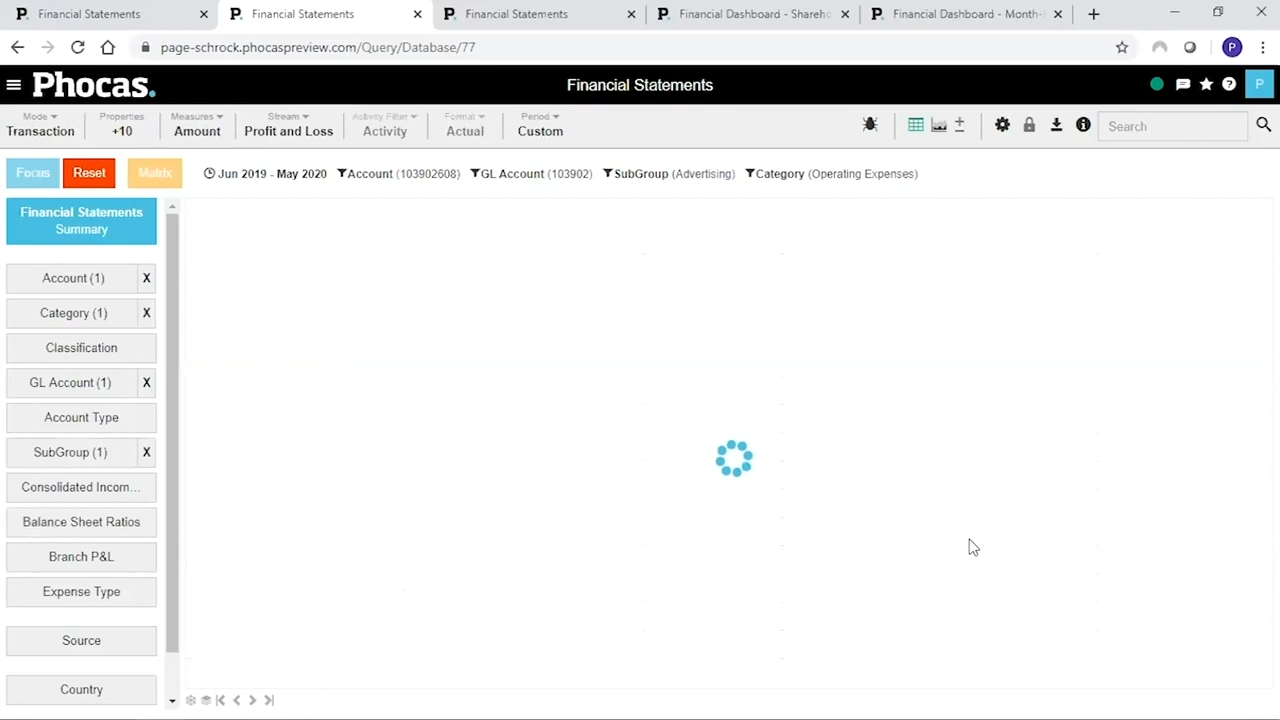 Financial Statements
Financial Statements
Financial Statements
Financial Dashboard - Shareho
Financial Dashboard - Month-
page-schrock.phocaspreview.com/Query/Database/77
P
Phocas.
Financial Statements
P
Mode
Transaction
Properties
+10
Measures
Amount
Stream
Profit and Loss
Activity Filter
Activity
Format
Actual
Period
Custom
Search
Focus
Reset
Matrix
Jun 2019 - May 2020
Account (103902608)
GL Account (103902)
SubGroup (Advertising)
Category (Operating Expenses)
Financial Statements
Summary
Account (1) X
Category (1) X
Classification
GL Account (1) X
Account Type
SubGroup (1) X
Consolidated Incom...
Balance Sheet Ratios
Branch P&L
Expense Type
Source
Country